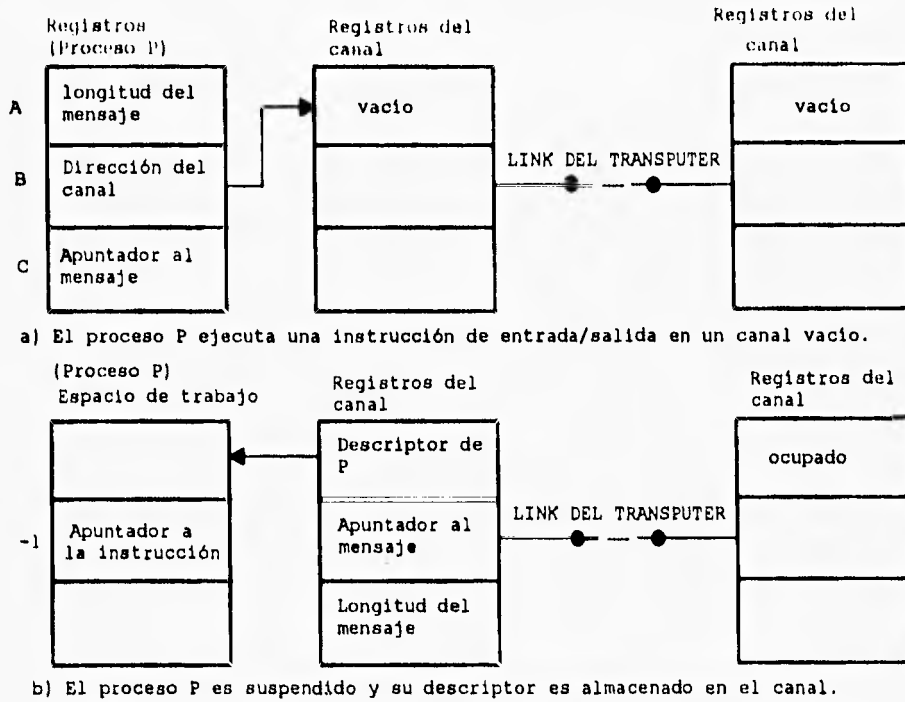 Registros
(Proceso P)
Registros del
canal
Registros del
canal
A
longitud del
mensaje
vacio
vacio
B
Dirección del
canal
LINK DEL TRANSPUTER
C
Apuntador al
mensaje
a) El proceso P ejecuta una instrucción de entrada/salida en un canal vacio.
(Proceso P)
Espacio de trabajo
Registros del
canal
Registros del
canal
Descriptor de
P
ocupado
-1
Apuntador a
la instrucción
Apuntador al
mensaje
LINK DEL TRANSPUTER
Longitud del
mensaje
b) El proceso P es suspendido y su descriptor es almacenado en el canal.